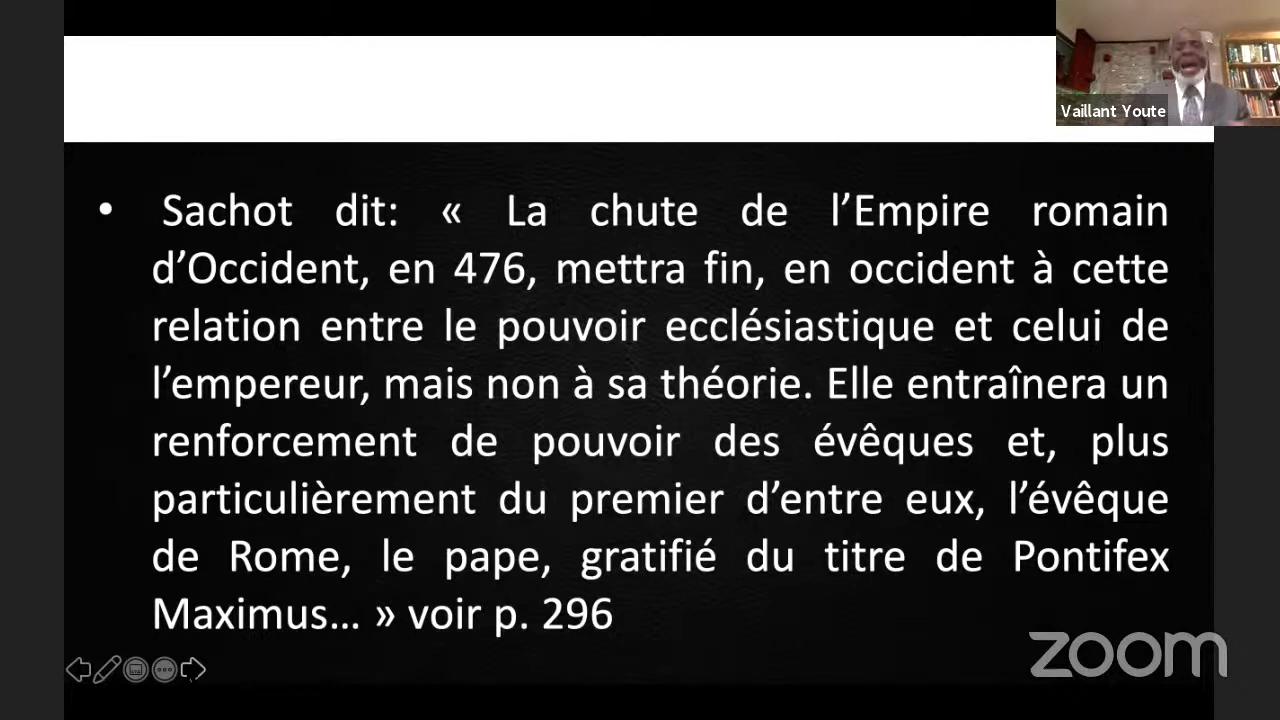 Vaillant Youte
• Sachot dit: « La chute de l’Empire romain
d’Occident, en 476, mettra fin, en occident à cette
relation entre le pouvoir ecclésiastique et celui de
l’empereur, mais non à sa théorie. Elle entraînera un
renforcement de pouvoir des évêques et, plus
particulièrement du premier d’entre eux, l’évêque
de Rome, le pape, gratifié du titre de Pontifex
Maximus… » voir p. 296
zoom